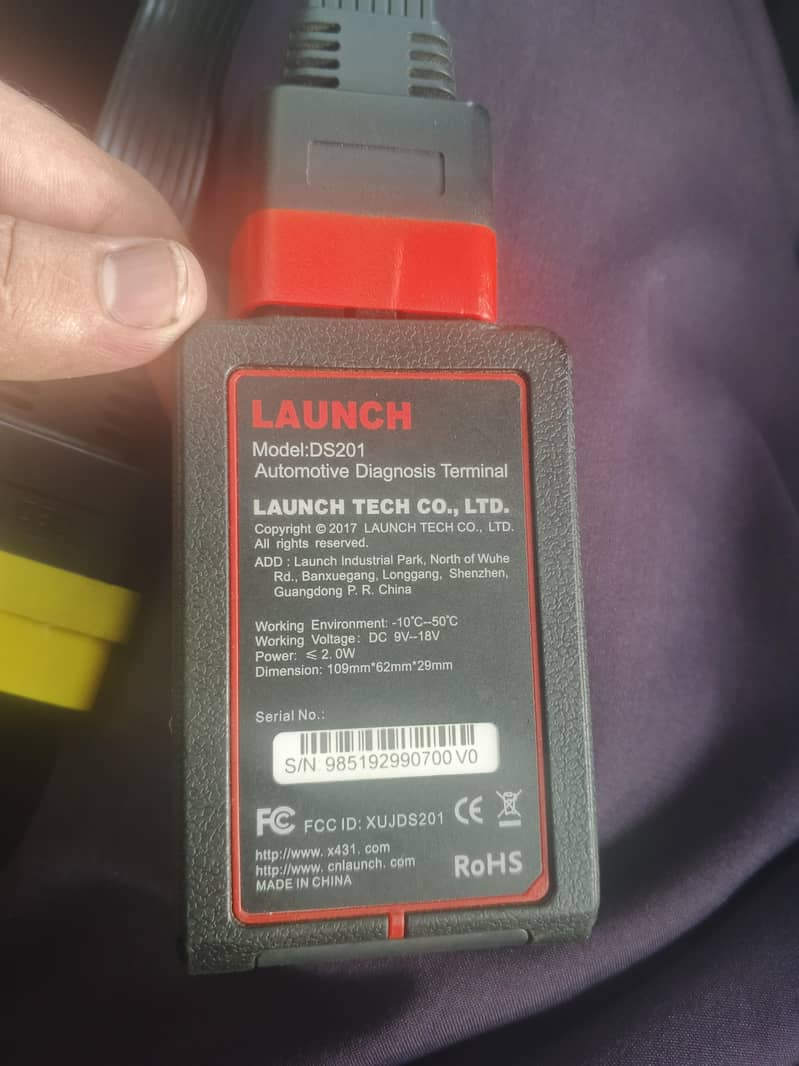 LAUNCH
Model:DS201
Automotive Diagnosis Terminal
LAUNCH TECH CO., LTD.
Copyright © 2017 LAUNCH TECH CO., LTD.
All rights reserved.
ADD : Launch Industrial Park, North of Wuhe
Rd., Banxuegang, Longgang, Shenzhen,
Guangdong P. R. China
Working Environment: -10℃--50℃
Working Voltage: DC 9V--18V
Power: ≤ 2.0W
Dimension: 109mm*62mm*29mm
Serial No.:
S/N 985192990700 V0
FC FCC ID: XUJDS201 CE
http://www. x431. com
http://www. cnlaunch. com
RoHS
MADE IN CHINA